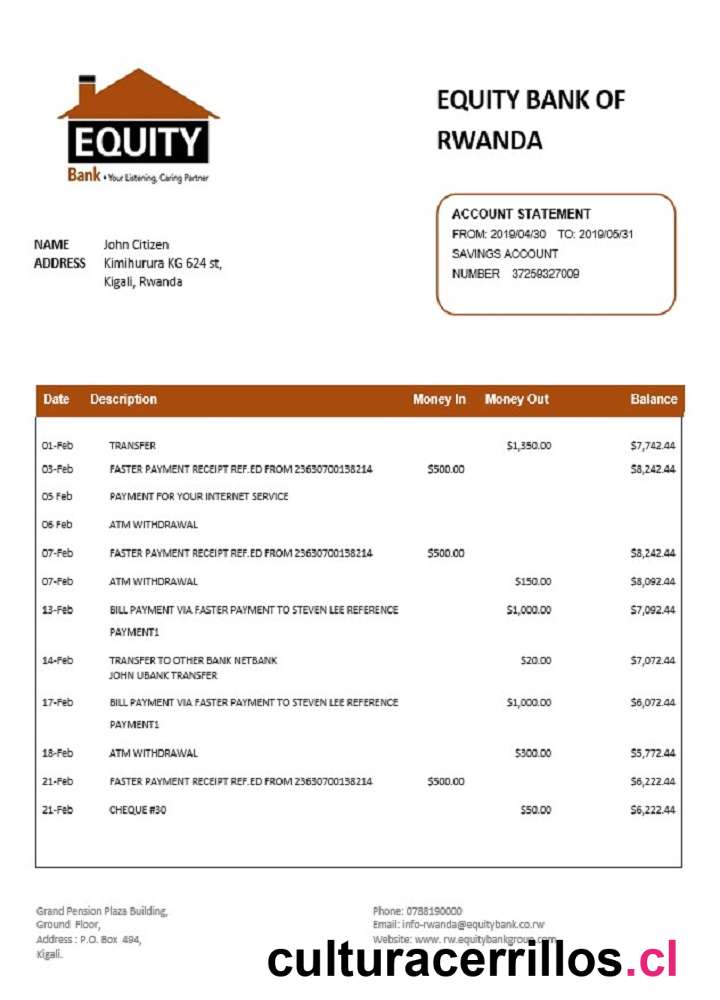 EQUITY
Bank • Your Listening, Caring Partner
EQUITY BANK OF
RWANDA
ACCOUNT STATEMENT
FROM: 2019/04/30 TO: 2019/05/31
SAVINGS ACCOUNT
NUMBER 37259327009
NAME John Citizen
ADDRESS Kimihurura KG 624 st,
Kigali, Rwanda
Date Description Money In Money Out Balance
01-Feb TRANSFER $1,350.00 $7,742.44
03-Feb FASTER PAYMENT RECEIPT REF.ED FROM 23630700138214 $500.00 $8,242.44
05 Feb PAYMENT FOR YOUR INTERNET SERVICE
06 Feb ATM WITHDRAWAL
07-Feb FASTER PAYMENT RECEIPT REF.ED FROM 23630700138214 $500.00 $8,242.44
07-Feb ATM WITHDRAWAL $150.00 $8,092.44
13-Feb BILL PAYMENT VIA FASTER PAYMENT TO STEVEN LEE REFERENCE $1,000.00 $7,092.44
PAYMENT1
14-Feb TRANSFER TO OTHER BANK NETBANK $20.00 $7,072.44
JOHN UBANK TRANSFER
17-Feb BILL PAYMENT VIA FASTER PAYMENT TO STEVEN LEE REFERENCE $1,000.00 $6,072.44
PAYMENT1
18-Feb ATM WITHDRAWAL $300.00 $5,772.44
21-Feb FASTER PAYMENT RECEIPT REF.ED FROM 23630700138214 $500.00 $6,272.44
21-Feb CHEQUE #30 $50.00 $6,222.44
Grand Pension Plaza Building,
Ground Floor,
Address : P.O. Box 494,
Kigali.
Phone: 0788190000
Email: info-rwanda@equitybank.co.rw
Website: www. rw.equitybankgroup.com
culturacerrillos.cl